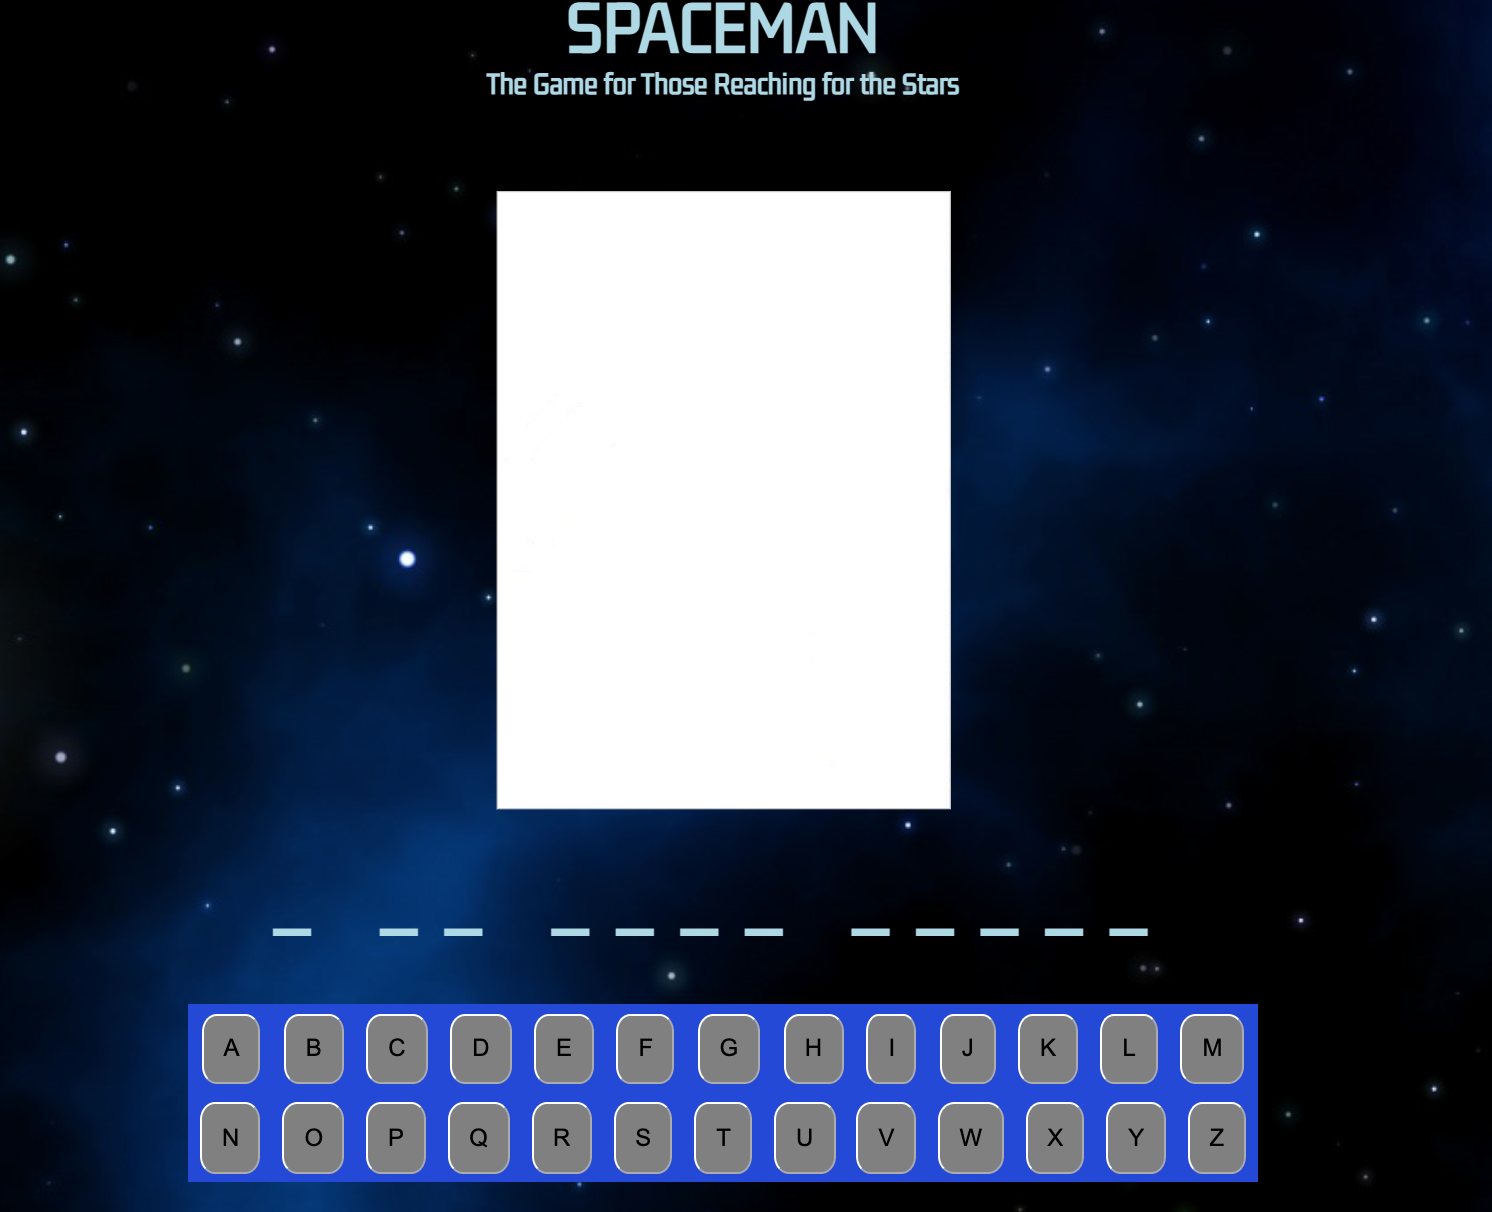 SPACEMAN
The Game for Those Reaching for the Stars
_ _ _ _ _ _ _ _ _ _ _ _
A B C D E F G H I J K L M
N O P Q R S T U V W X Y Z